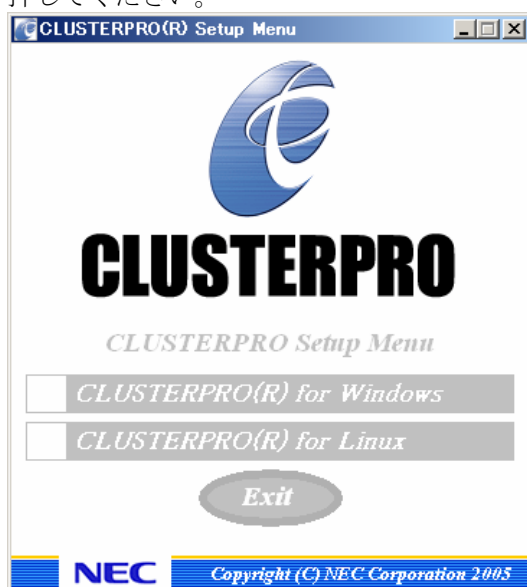 押してください。
CLUSTERPRO(R) Setup Menu
CLUSTERPRO
CLUSTERPRO Setup Menu
CLUSTERPRO(R) for Windows
CLUSTERPRO(R) for Linux
Exit
NEC
Copyright (C) NEC Corporation 2005